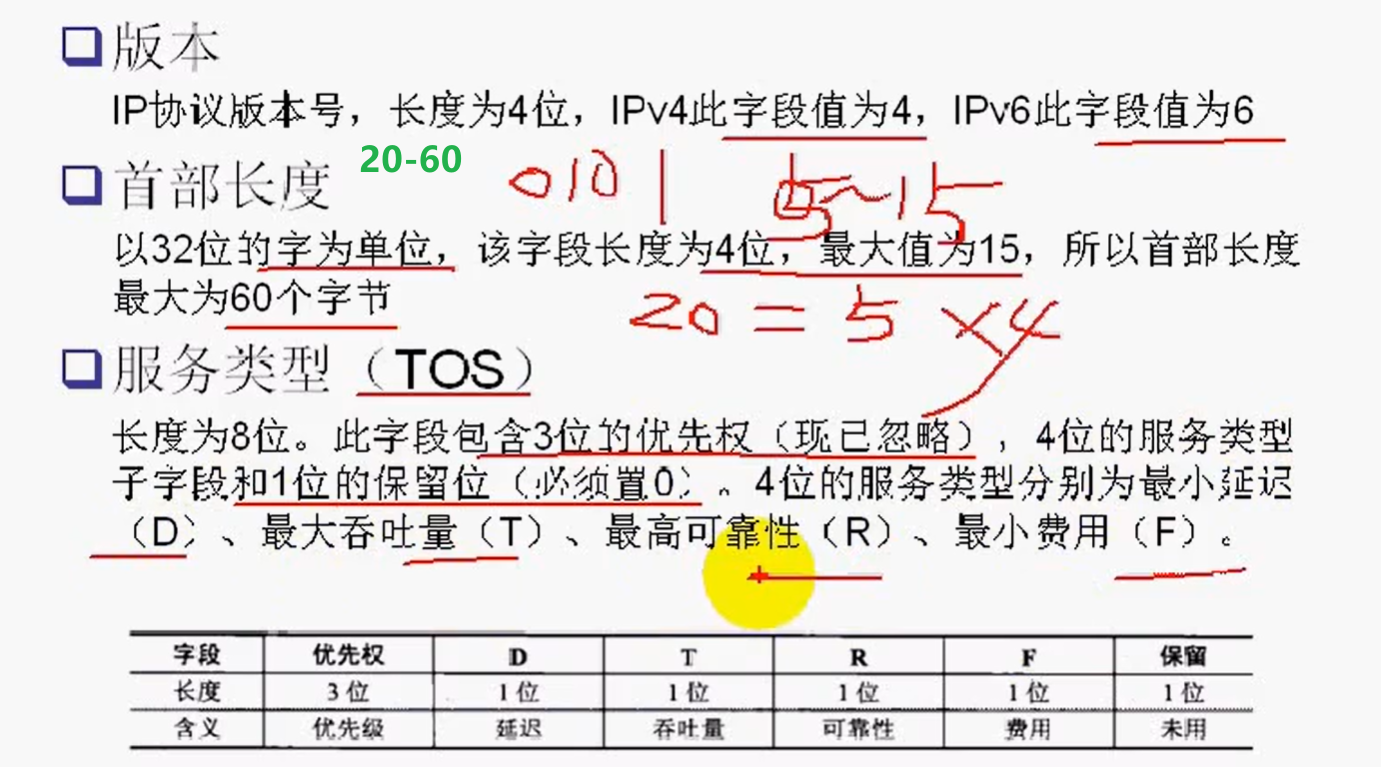 版本
IP协议版本号，长度为4位，IPv4此字段值为4，IPv6此字段值为6
20-60
首部长度
0101 5~15
以32位的字为单位，该字段长度为4位，最大值为15，所以首部长度
最大为60个字节
20=5×4
服务类型（TOS）
长度为8位。此字段包含3位的优先权（现已忽略），4位的服务类型
子字段和1位的保留位（必须置0）。4位的服务类型分别为最小延迟
（D）、最大吞吐量（T）、最高可靠性（R）、最小费用（F）。
字段 优先权 D T R F 保留
长度 3位 1位 1位 1位 1位 1位
含义 优先级 延迟 吞吐量 可靠性 费用 未用